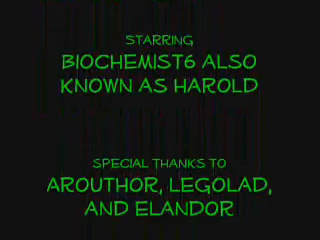 STARRING
BIOCHEMIST6 ALSO
KNOWN AS HAROLD
SPECIAL THANKS TO
AROUTHOR, LEGOLAD,
AND ELANDOR